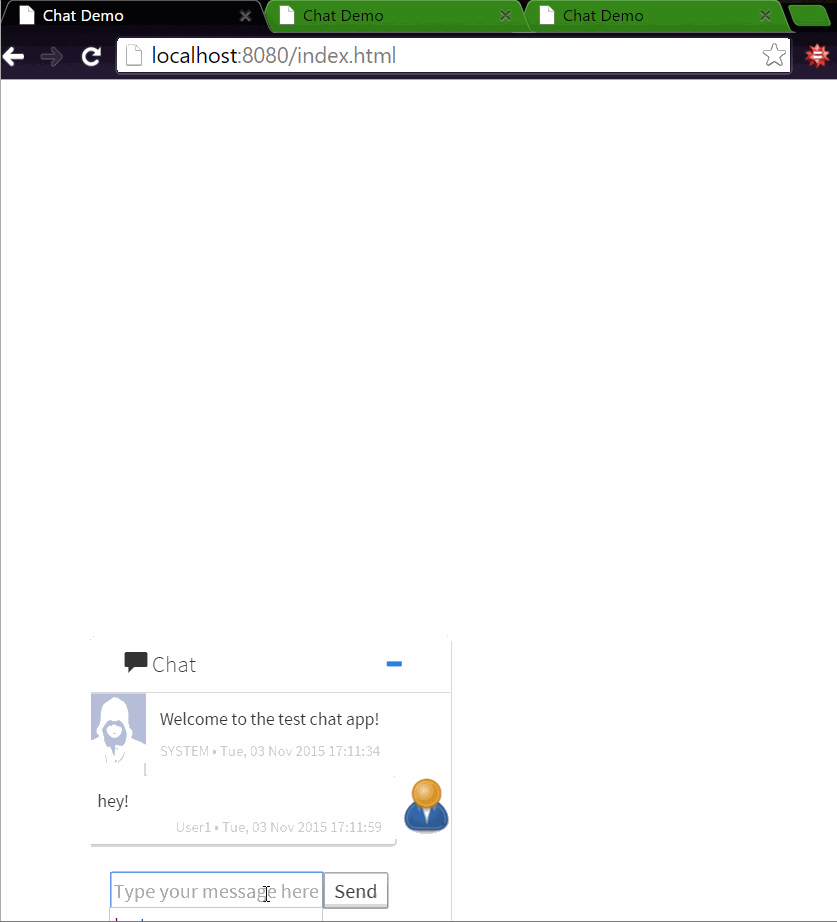 Chat Demo
Chat Demo
Chat Demo
localhost:8080/index.html
Chat
Welcome to the test chat app!
SYSTEM • Tue, 03 Nov 2015 17:11:34
hey!
User1 • Tue, 03 Nov 2015 17:11:59
Type your message here
Send